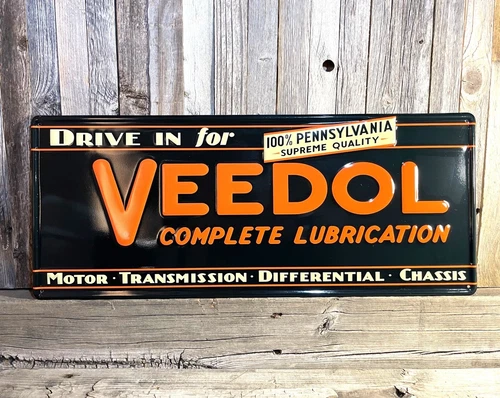 DRIVE IN for
100% PENNSYLVANIA
SUPREME QUALITY
VEEDOL
COMPLETE LUBRICATION
MOTOR · TRANSMISSION · DIFFERENTIAL · CHASSIS